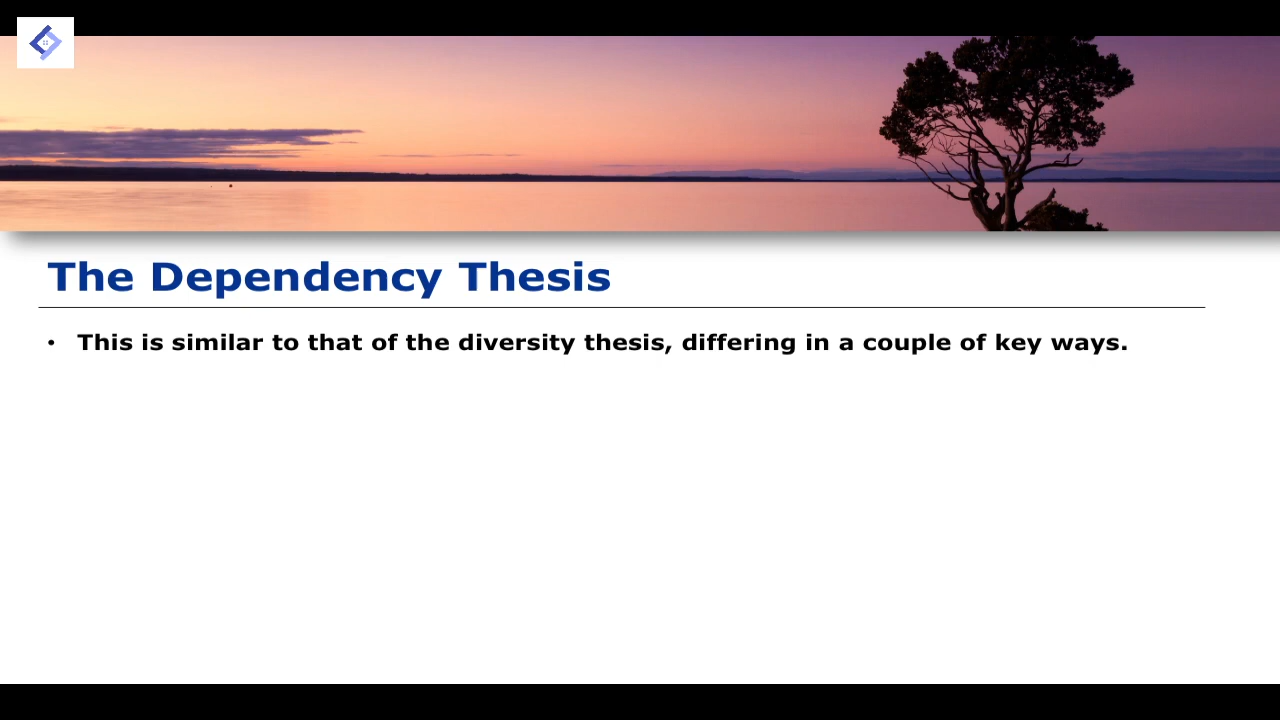 The Dependency Thesis
• This is similar to that of the diversity thesis, differing in a couple of key ways.